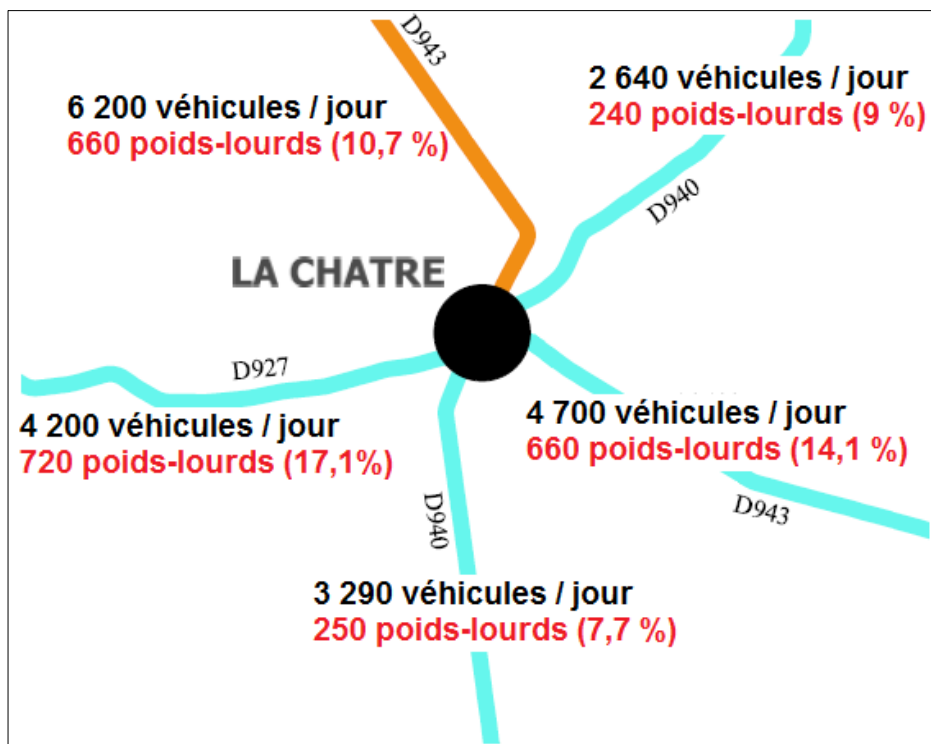 D943
6 200 véhicules / jour
660 poids-lourds (10,7 %)
2 640 véhicules / jour
240 poids-lourds (9 %)
D940
LA CHATRE
D927
4 200 véhicules / jour
720 poids-lourds (17,1%)
4 700 véhicules / jour
660 poids-lourds (14,1 %)
D943
D940
3 290 véhicules / jour
250 poids-lourds (7,7 %)